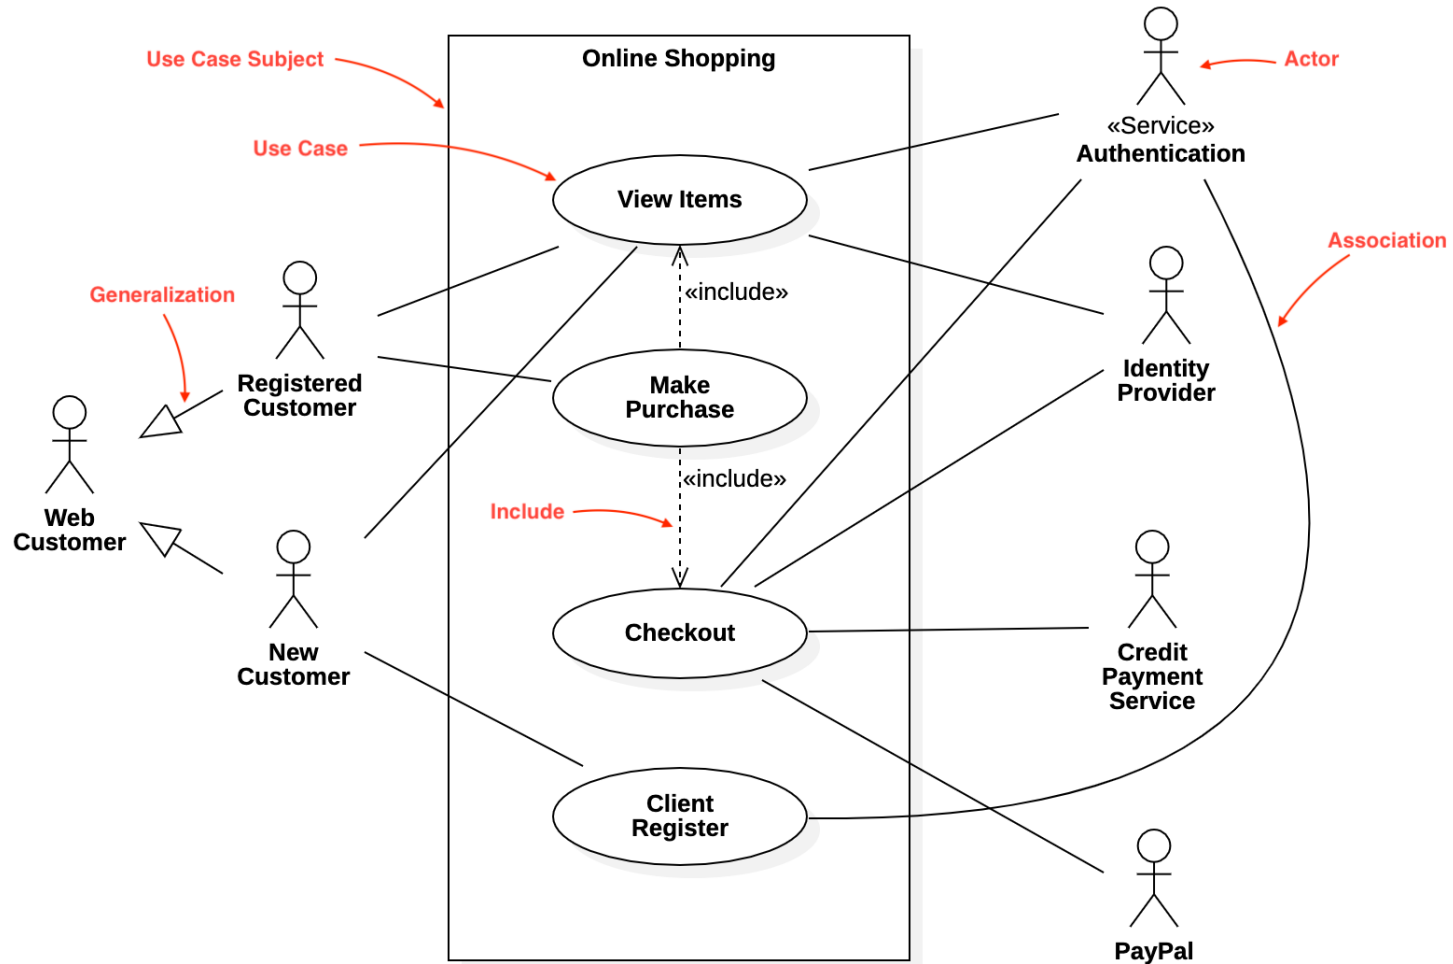 Online Shopping
Use Case Subject
Actor
«Service»
Authentication
Use Case
View Items
Association
Generalization
«include»
Registered
Customer
Make
Purchase
Identity
Provider
Web
Customer
«include»
Include
New
Customer
Checkout
Credit
Payment
Service
Client
Register
PayPal